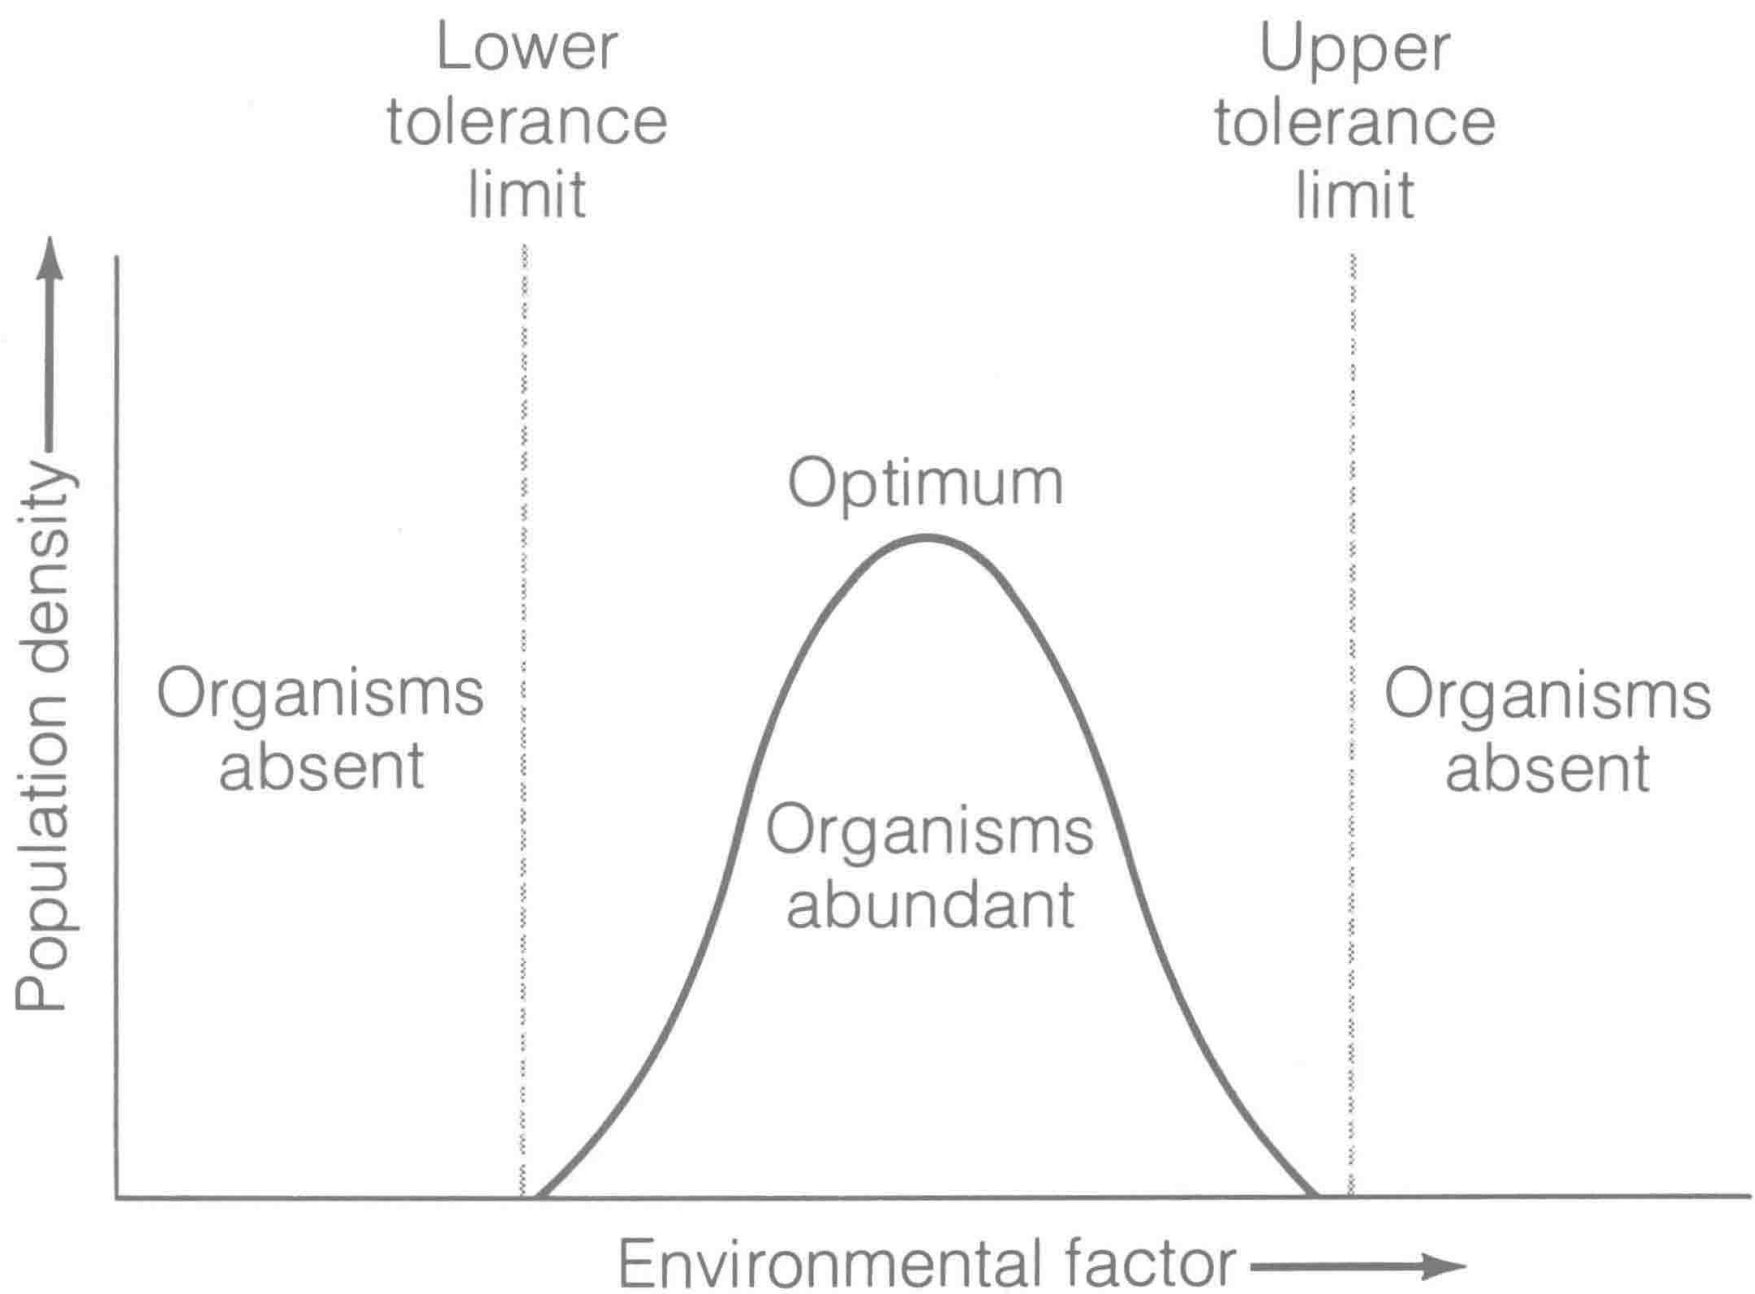 Lower
tolerance
limit
Upper
tolerance
limit
Optimum
Organisms
absent
Organisms
abundant
Organisms
absent
Population density
Environmental factor